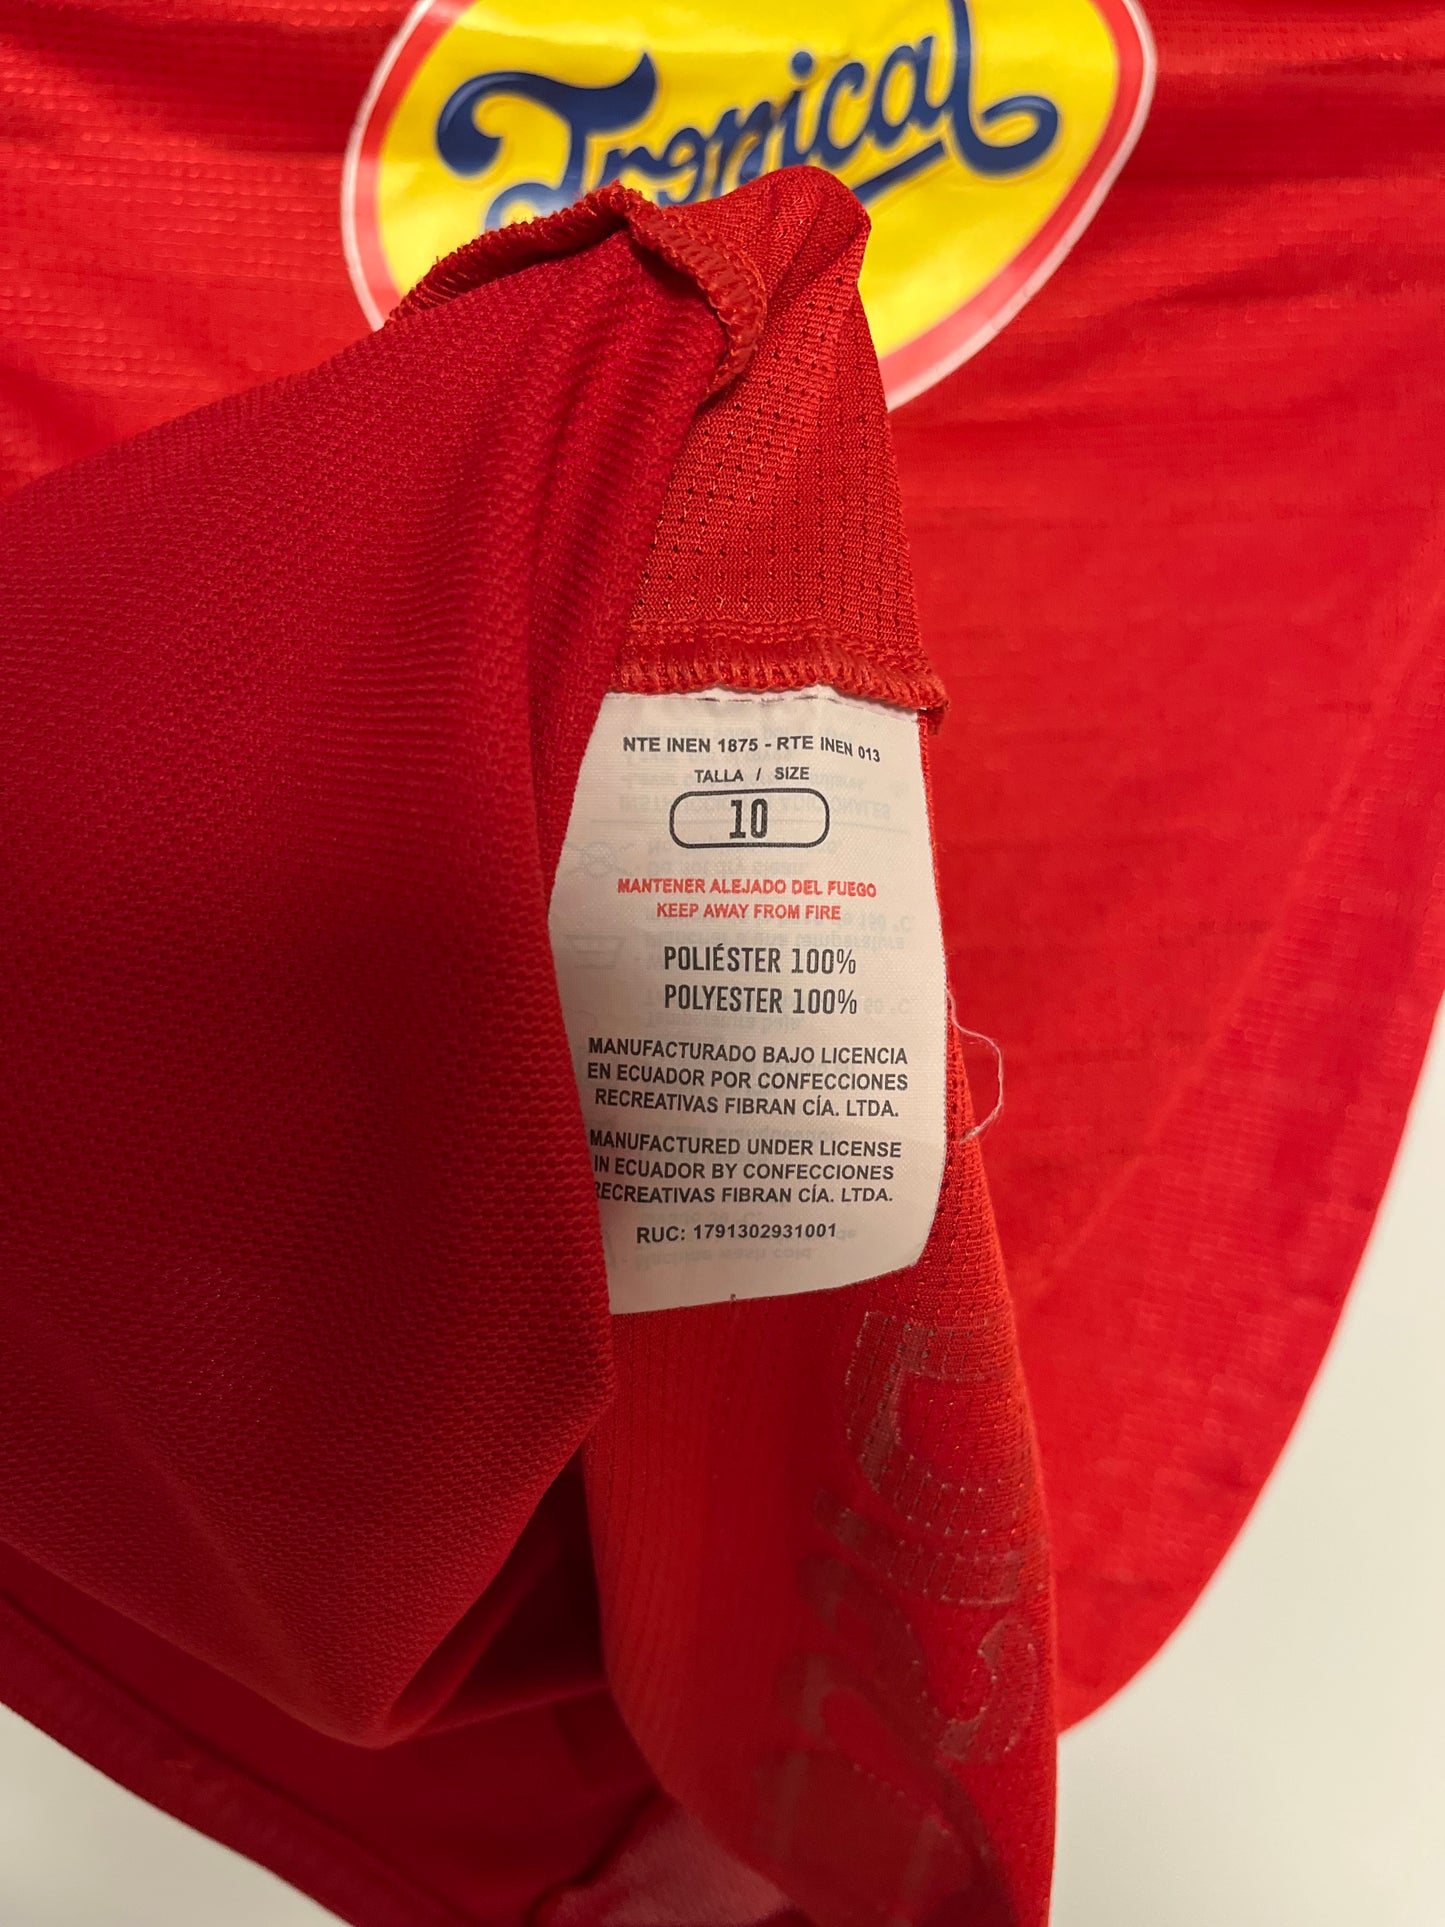 Tropical
NTE INEN 1875 - RTE INEN 013
TALLA / SIZE
10
MANTENER ALEJADO DEL FUEGO
KEEP AWAY FROM FIRE
POLIÉSTER 100%
POLYESTER 100%
MANUFACTURADO BAJO LICENCIA
EN ECUADOR POR CONFECCIONES
RECREATIVAS FIBRAN CÍA. LTDA.
MANUFACTURED UNDER LICENSE
IN ECUADOR BY CONFECCIONES
RECREATIVAS FIBRAN CÍA. LTDA.
RUC: 1791302931001